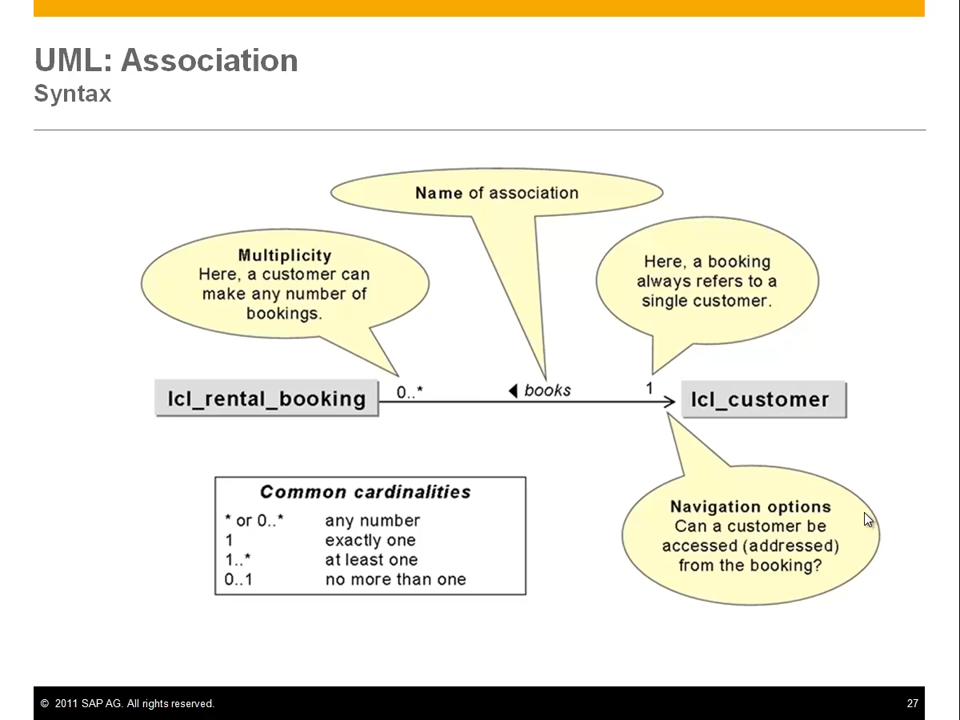 UML: Association
Syntax
Name of association
Multiplicity
Here, a customer can
make any number of
bookings.
Here, a booking
always refers to a
single customer.
lcl_rental_booking
0..*
◀ books
1
lcl_customer
Common cardinalities
* or 0..* any number
1 exactly one
1..* at least one
0..1 no more than one
Navigation options
Can a customer be
accessed (addressed)
from the booking?
© 2011 SAP AG. All rights reserved.
27